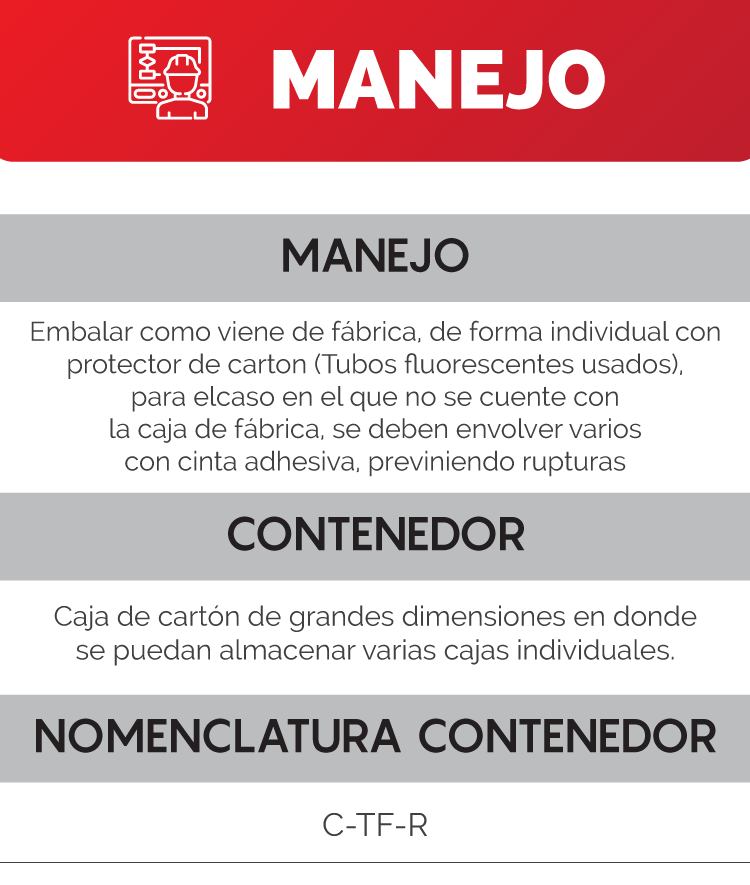 MANEJO
MANEJO
Embalar como viene de fábrica, de forma individual con
protector de carton (Tubos fluorescentes usados),
para elcaso en el que no se cuente con
la caja de fábrica, se deben envolver varios
con cinta adhesiva, previniendo rupturas
CONTENEDOR
Caja de cartón de grandes dimensiones en donde
se puedan almacenar varias cajas individuales.
NOMENCLATURA CONTENEDOR
C-TF-R